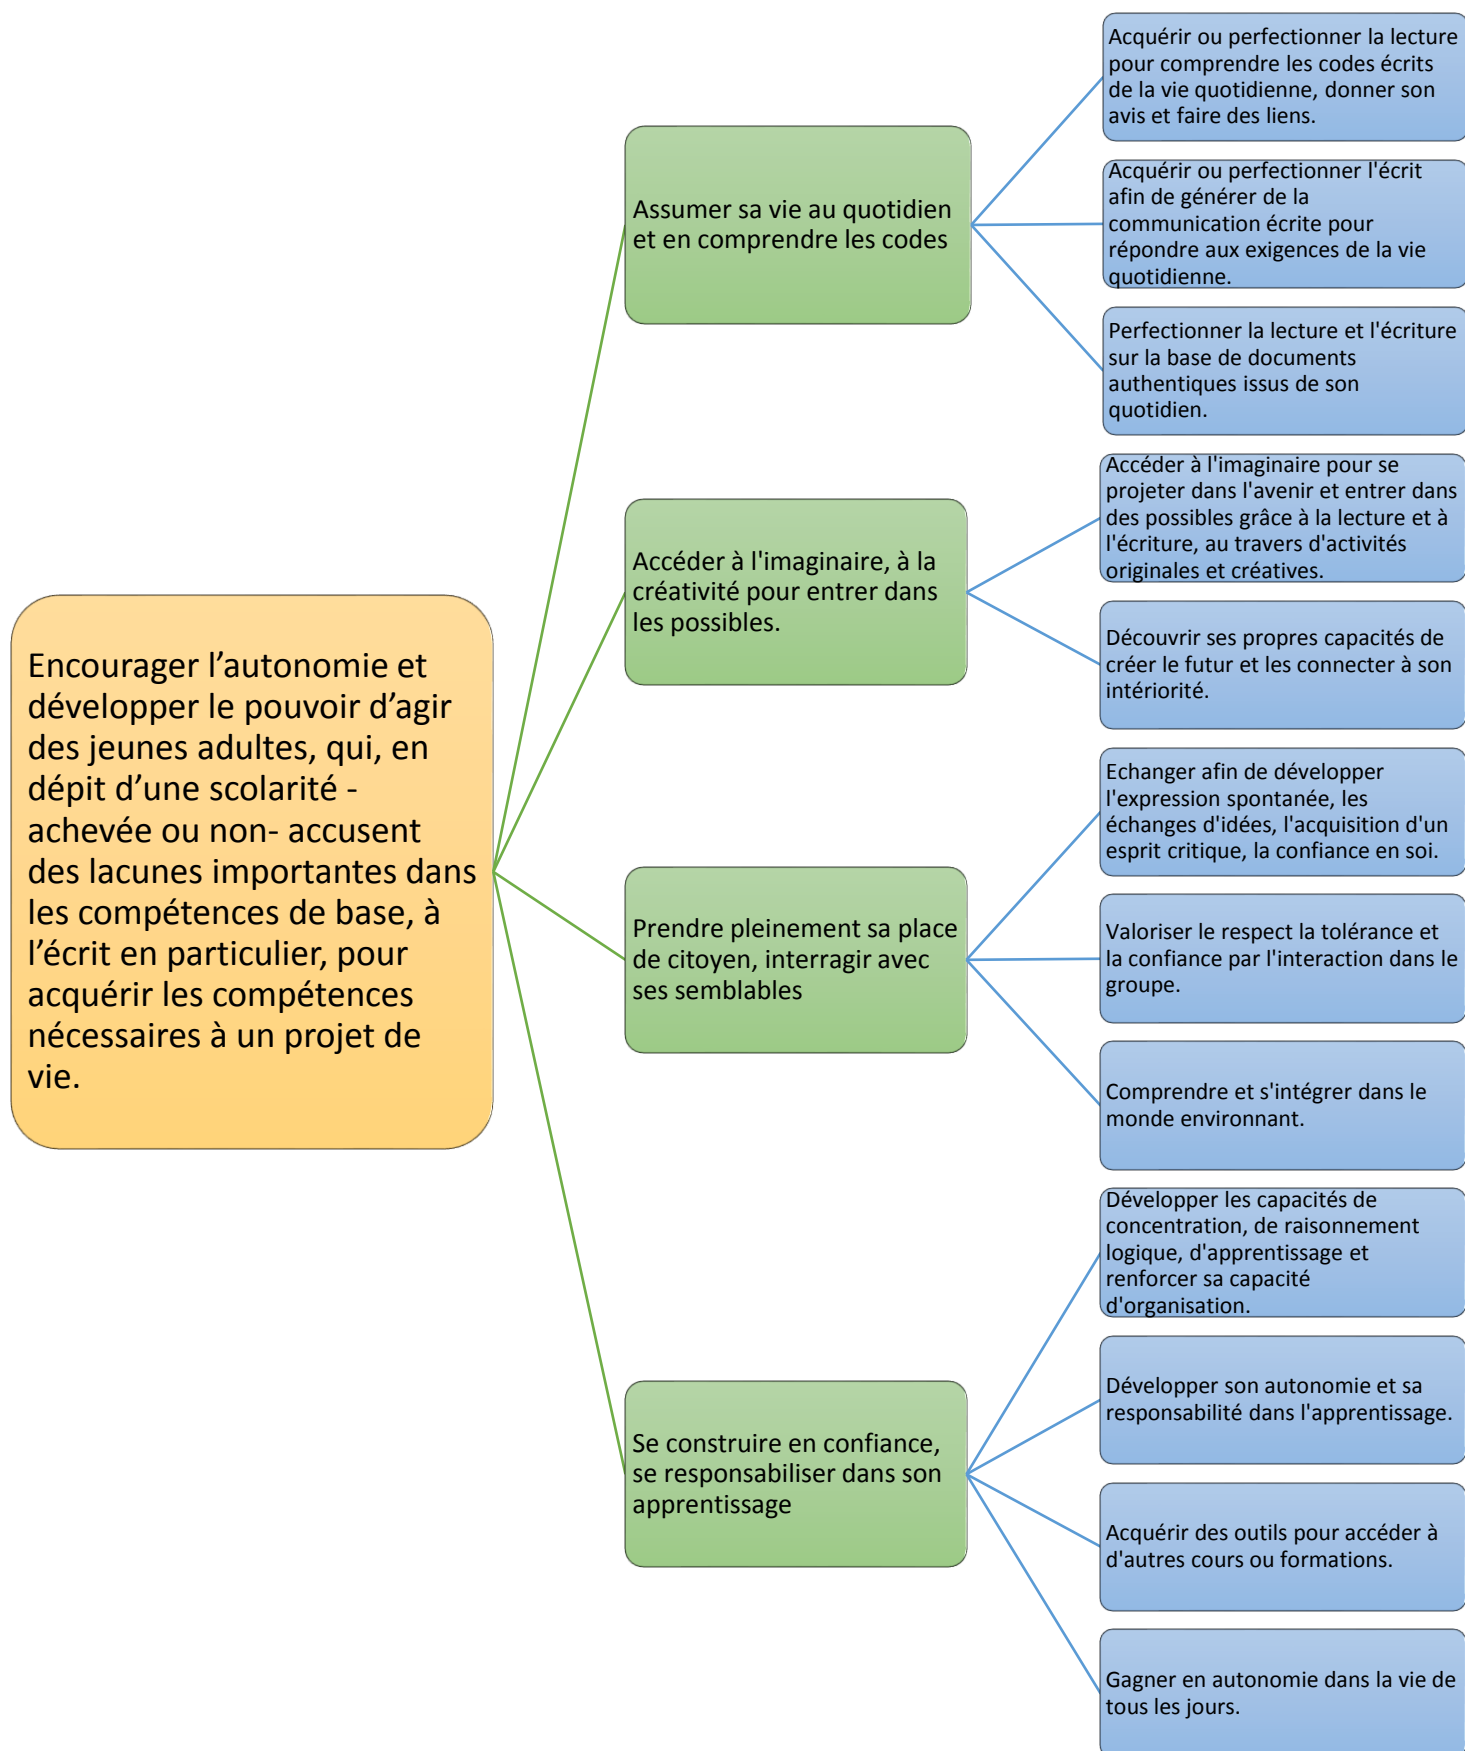 Encourager l’autonomie et
développer le pouvoir d’agir
des jeunes adultes, qui, en
dépit d’une scolarité -
achevée ou non- accusent
des lacunes importantes dans
les compétences de base, à
l’écrit en particulier, pour
acquérir les compétences
nécessaires à un projet de
vie.
Assumer sa vie au quotidien
et en comprendre les codes
Acquérir ou perfectionner la lecture
pour comprendre les codes écrits
de la vie quotidienne, donner son
avis et faire des liens.
Acquérir ou perfectionner l'écrit
afin de générer de la
communication écrite pour
répondre aux exigences de la vie
quotidienne.
Perfectionner la lecture et l'écriture
sur la base de documents
authentiques issus de son
quotidien.
Accéder à l'imaginaire, à la
créativité pour entrer dans
les possibles.
Accéder à l'imaginaire pour se
projeter dans l'avenir et entrer dans
des possibles grâce à la lecture et à
l'écriture, au travers d'activités
originales et créatives.
Découvrir ses propres capacités de
créer le futur et les connecter à son
intériorité.
Prendre pleinement sa place
de citoyen, interragir avec
ses semblables
Echanger afin de développer
l'expression spontanée, les
échanges d'idées, l'acquisition d'un
esprit critique, la confiance en soi.
Valoriser le respect la tolérance et
la confiance par l'interaction dans le
groupe.
Comprendre et s'intégrer dans le
monde environnant.
Se construire en confiance,
se responsabiliser dans son
apprentissage
Développer les capacités de
concentration, de raisonnement
logique, d'apprentissage et
renforcer sa capacité
d'organisation.
Développer son autonomie et sa
responsabilité dans l'apprentissage.
Acquérir des outils pour accéder à
d'autres cours ou formations.
Gagner en autonomie dans la vie de
tous les jours.